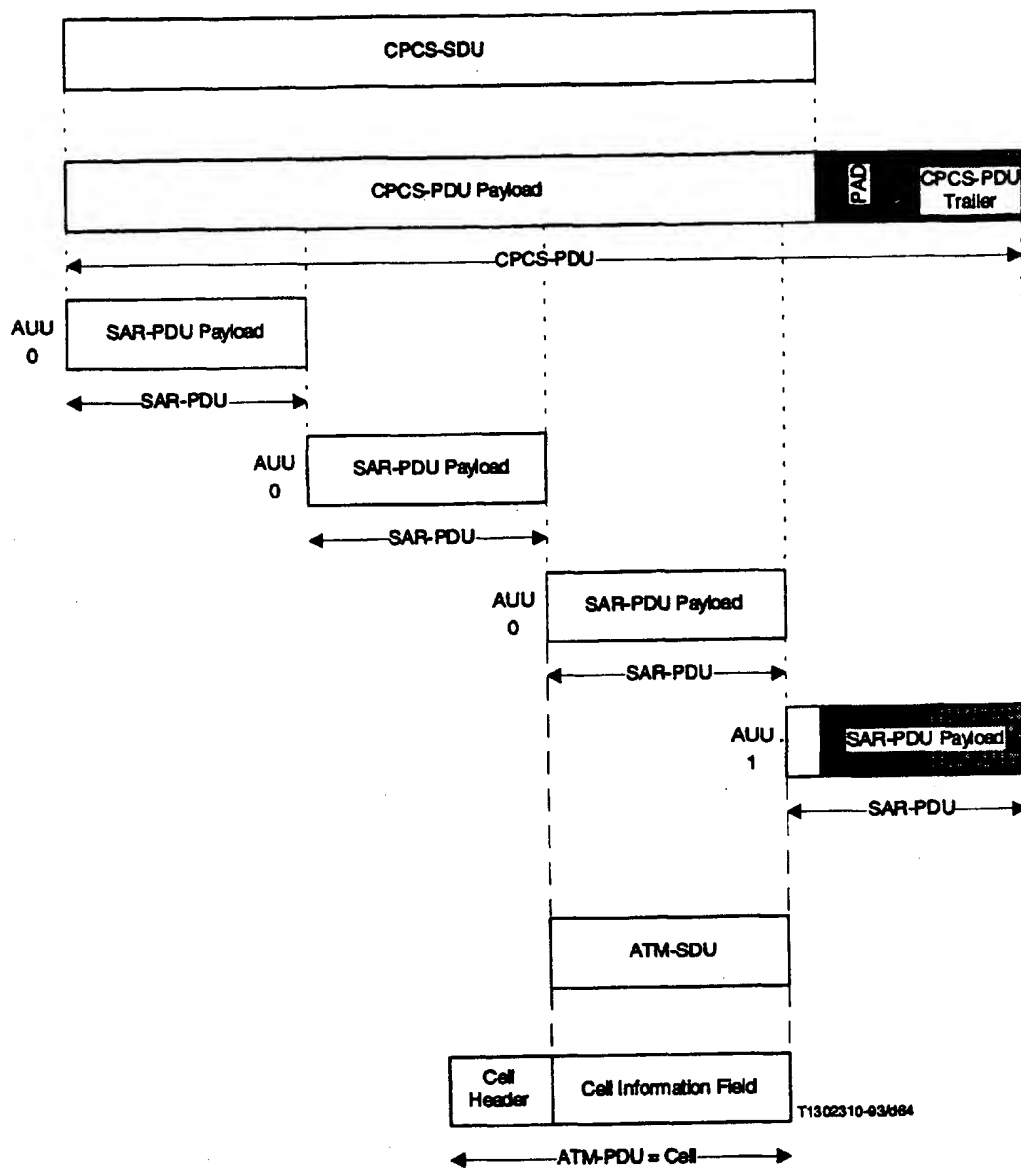 CPCS-SDU
CPCS-PDU Payload
PAD
CPCS-PDU
Trailer
CPCS-PDU
AUU
0
SAR-PDU Payload
SAR-PDU
AUU
0
SAR-PDU Payload
SAR-PDU
AUU
0
SAR-PDU Payload
SAR-PDU
AUU
1
SAR-PDU Payload
SAR-PDU
ATM-SDU
Cell
Header
Cell Information Field
T1302310-93/d64
ATM-PDU = Cell